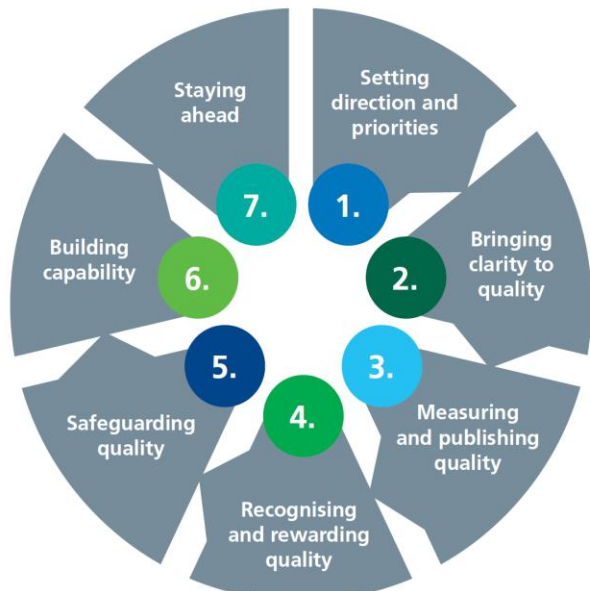 1.
Setting
direction and
priorities
2.
Bringing
clarity to
quality
3.
Measuring
and publishing
quality
4.
Recognising
and rewarding
quality
5.
Safeguarding
quality
6.
Building
capability
7.
Staying
ahead